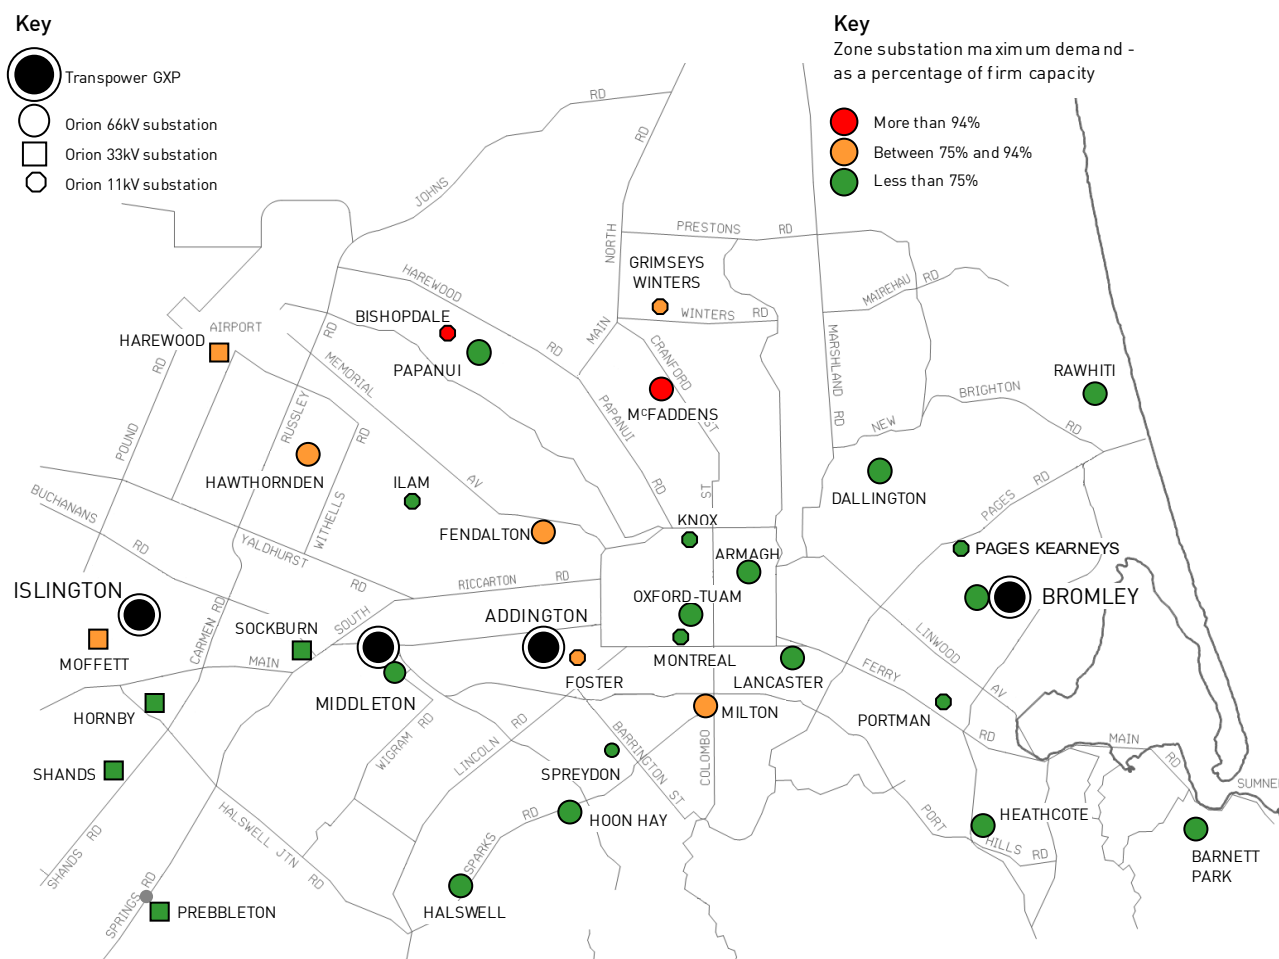 Key
Transpower GXP
Orion 66kV substation
Orion 33kV substation
Orion 11kV substation
Key
Zone substation maximum demand -
as a percentage of firm capacity
More than 94%
Between 75% and 94%
Less than 75%
RD
RD
JOHNS
NORTH
PRESTONS RD
GRIMSEYS
WINTERS
HAREWOOD
RD
MAIREHAU RD
WINTERS RD
BISHOPDALE
AIRPORT
HAREWOOD
RD
MAIN
RD
PAPANUI
MEMORIAL
CRANFORD
ST
MARSHLAND
RD
RAWHITI
BRIGHTON
RD
NEW
McFADDENS
PAPANUI
RD
RUSSLEY
RD
POUND
HAWTHORNDEN
ILAM
AV
ST
DALLINGTON
PAGES RD
BUCHANANS
RD
WITHELLS
YALDHURST
RD
FENDALTON
KNOX
ARMAGH
PAGES KEARNEYS
RICCARTON RD
ISLINGTON
ADDINGTON
OXFORD-TUAM
BROMLEY
SOCKBURN
SOUTH
CARMEN RD
LINWOOD
AV
MOFFETT
MAIN
FOSTER
MONTREAL
LANCASTER
FERRY
RD
MIDDLETON
HORNBY
MILTON
PORTMAN
WIGRAM RD
LINCOLN RD
BARRINGTON ST
COLOMBO
MAIN
RD
SHANDS
SPREYDON
SUMNE
HALSWELL JTN RD
SPARKS
RD
HOON HAY
PORT
HILLS RD
HEATHCOTE
SHANDS RD
BARNETT
PARK
SPRINGS RD
PREBBLETON
HALSWELL